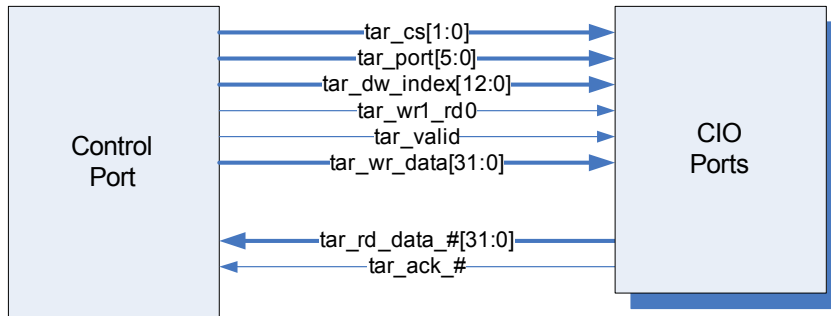 tar_cs[1:0]
tar_port[5:0]
tar_dw_index[12:0]
tar_wr1_rd0
tar_valid
tar_wr_data[31:0]
Control
Port
CIO
Ports
tar_rd_data_#[31:0]
tar_ack_#